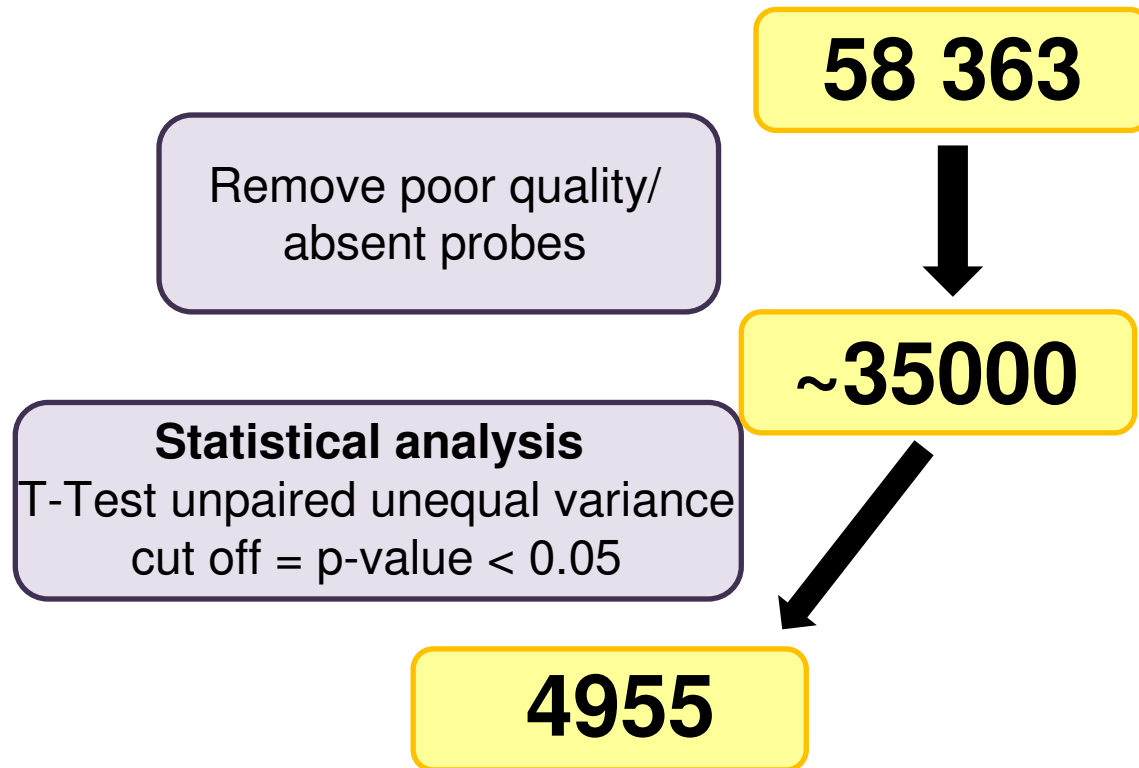 58 363
Remove poor quality/
absent probes
~35000
Statistical analysis
T-Test unpaired unequal variance
cut off = p-value < 0.05
4955